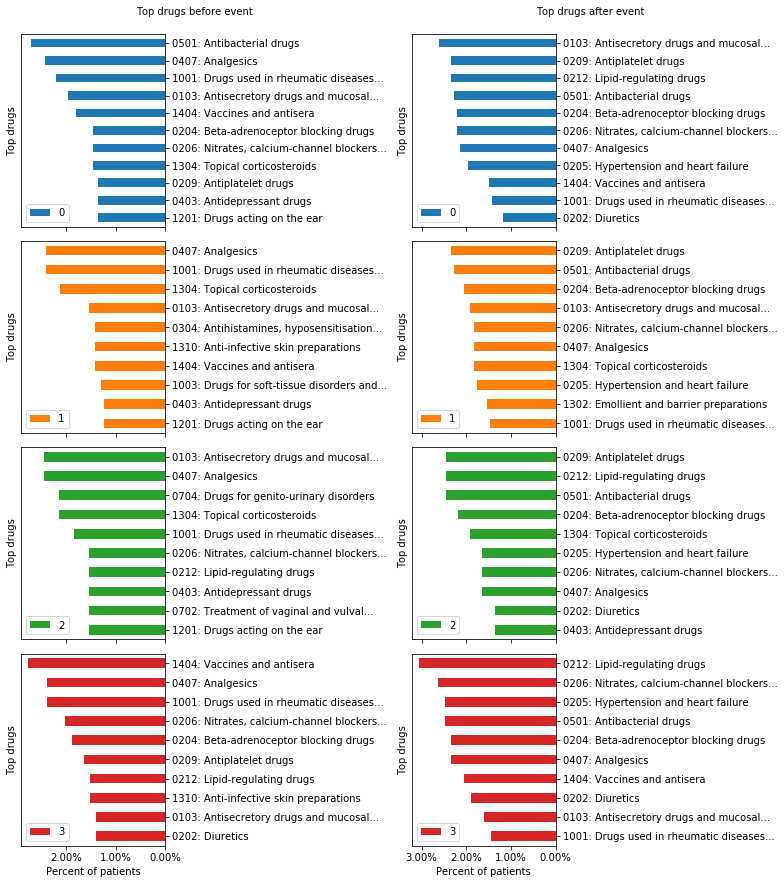 Top drugs before event
Top drugs
0501: Antibacterial drugs
0407: Analgesics
1001: Drugs used in rheumatic diseases...
0103: Antisecretory drugs and mucosal...
1404: Vaccines and antisera
0204: Beta-adrenoceptor blocking drugs
0206: Nitrates, calcium-channel blockers...
1304: Topical corticosteroids
0209: Antiplatelet drugs
0403: Antidepressant drugs
1201: Drugs acting on the ear
0
Top drugs
0407: Analgesics
1001: Drugs used in rheumatic diseases...
1304: Topical corticosteroids
0103: Antisecretory drugs and mucosal...
0304: Antihistamines, hyposensitisation...
1310: Anti-infective skin preparations
1404: Vaccines and antisera
1003: Drugs for soft-tissue disorders and...
0403: Antidepressant drugs
1201: Drugs acting on the ear
1
Top drugs
0103: Antisecretory drugs and mucosal...
0407: Analgesics
0704: Drugs for genito-urinary disorders
1304: Topical corticosteroids
1001: Drugs used in rheumatic diseases...
0206: Nitrates, calcium-channel blockers...
0212: Lipid-regulating drugs
0403: Antidepressant drugs
0702: Treatment of vaginal and vulval...
1201: Drugs acting on the ear
2
Top drugs
1404: Vaccines and antisera
0407: Analgesics
1001: Drugs used in rheumatic diseases...
0206: Nitrates, calcium-channel blockers...
0204: Beta-adrenoceptor blocking drugs
0209: Antiplatelet drugs
0212: Lipid-regulating drugs
1310: Anti-infective skin preparations
0103: Antisecretory drugs and mucosal...
0202: Diuretics
3
2.00% 1.00% 0.00%
Percent of patients
Top drugs after event
Top drugs
0103: Antisecretory drugs and mucosal...
0209: Antiplatelet drugs
0212: Lipid-regulating drugs
0501: Antibacterial drugs
0204: Beta-adrenoceptor blocking drugs
0206: Nitrates, calcium-channel blockers...
0407: Analgesics
0205: Hypertension and heart failure
1404: Vaccines and antisera
1001: Drugs used in rheumatic diseases...
0202: Diuretics
0
Top drugs
0209: Antiplatelet drugs
0501: Antibacterial drugs
0204: Beta-adrenoceptor blocking drugs
0103: Antisecretory drugs and mucosal...
0206: Nitrates, calcium-channel blockers...
0407: Analgesics
1304: Topical corticosteroids
0205: Hypertension and heart failure
1302: Emollient and barrier preparations
1001: Drugs used in rheumatic diseases...
1
Top drugs
0209: Antiplatelet drugs
0212: Lipid-regulating drugs
0501: Antibacterial drugs
0204: Beta-adrenoceptor blocking drugs
1304: Topical corticosteroids
0205: Hypertension and heart failure
0206: Nitrates, calcium-channel blockers...
0407: Analgesics
0202: Diuretics
0403: Antidepressant drugs
2
Top drugs
0212: Lipid-regulating drugs
0206: Nitrates, calcium-channel blockers...
0205: Hypertension and heart failure
0501: Antibacterial drugs
0204: Beta-adrenoceptor blocking drugs
0407: Analgesics
1404: Vaccines and antisera
0202: Diuretics
0103: Antisecretory drugs and mucosal...
1001: Drugs used in rheumatic diseases...
3
3.00% 2.00% 1.00% 0.00%
Percent of patients